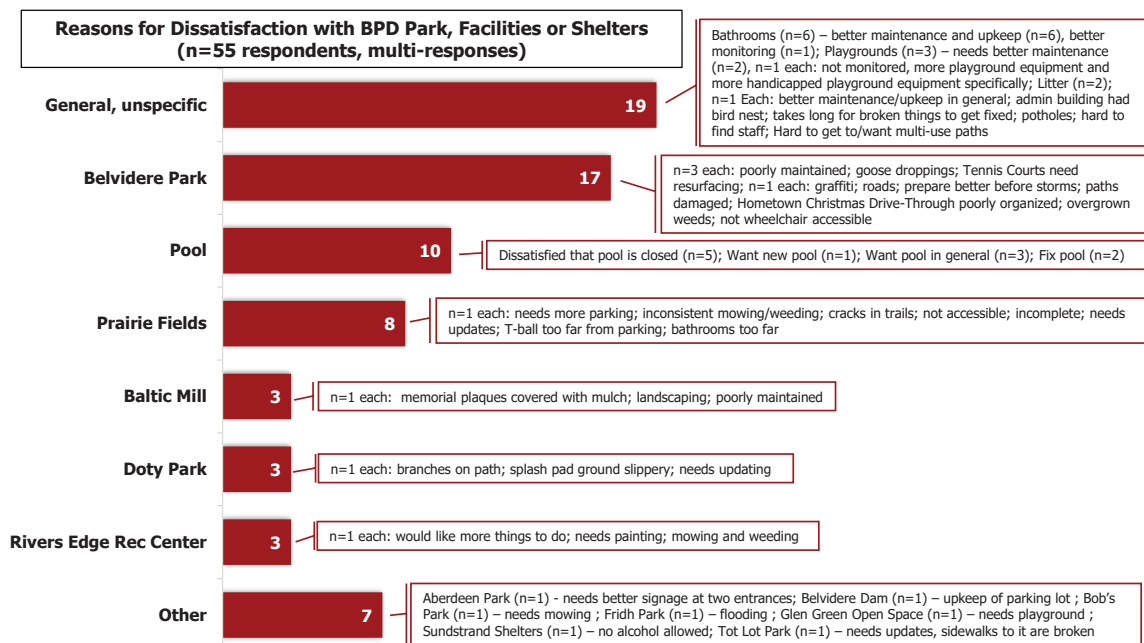 Reasons for Dissatisfaction with BPD Park, Facilities or Shelters
(n=55 respondents, multi-responses)
General, unspecific
19
Bathrooms (n=6) – better maintenance and upkeep (n=6), better
monitoring (n=1); Playgrounds (n=3) – needs better maintenance
(n=2), n=1 each: not monitored, more playground equipment and
more handicapped playground equipment specifically; Litter (n=2);
n=1 Each: better maintenance/upkeep in general; admin building had
bird nest; takes long for broken things to get fixed; potholes; hard to
find staff; Hard to get to/want multi-use paths
Belvidere Park
17
n=3 each: poorly maintained; goose droppings; Tennis Courts need
resurfacing; n=1 each: graffiti; roads; prepare better before storms; paths
damaged; Hometown Christmas Drive-Through poorly organized; overgrown
weeds; not wheelchair accessible
Pool
10
Dissatisfied that pool is closed (n=5); Want new pool (n=1); Want pool in general (n=3); Fix pool (n=2)
Prairie Fields
8
n=1 each: needs more parking; inconsistent mowing/weeding; cracks in trails; not accessible; incomplete; needs
updates; T-ball too far from parking; bathrooms too far
Baltic Mill
3
n=1 each:  memorial plaques covered with mulch; landscaping; poorly maintained
Doty Park
3
n=1 each: branches on path; splash pad ground slippery; needs updating
Rivers Edge Rec Center
3
n=1 each: would like more things to do; needs painting; mowing and weeding
Other
7
Aberdeen Park (n=1) - needs better signage at two entrances; Belvidere Dam (n=1) – upkeep of parking lot ; Bob's
Park (n=1) – needs mowing ; Fridh Park (n=1) – flooding ; Glen Green Open Space (n=1) – needs playground ;
Sundstrand Shelters (n=1) – no alcohol allowed; Tot Lot Park (n=1) – needs updates, sidewalks to it are broken